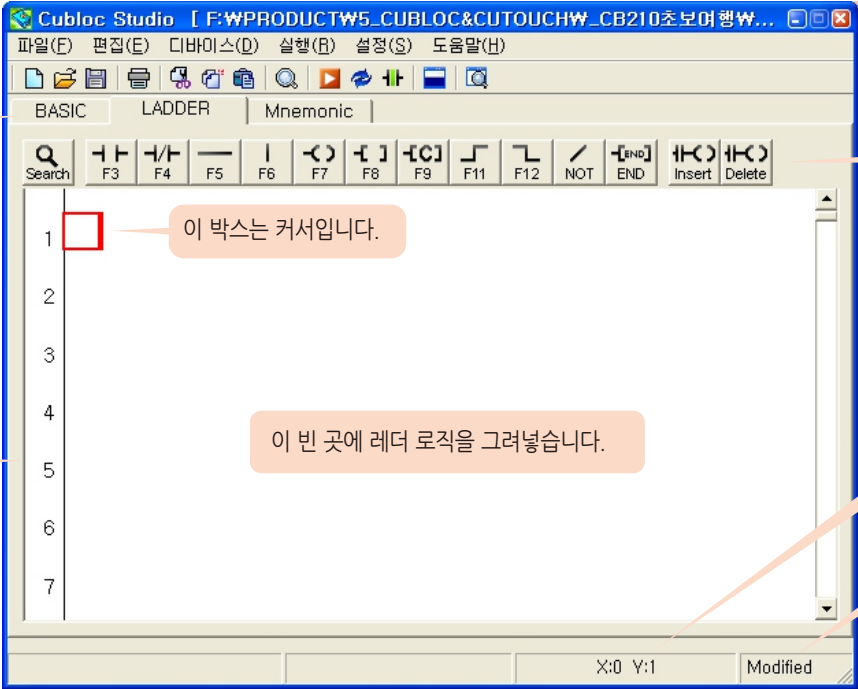 Cubloc Studio [ F:₩PRODUCT₩5_CUBLOC&CUTOUCH₩_CB210초보여행₩...
파일(F) 편집(E) 디바이스(D) 실행(R) 설정(S) 도움말(H)
BASIC LADDER Mnemonic
Search F3 F4 F5 F6 F7 F8 [C] F9 F11 F12 NOT [END] END Insert Delete
1 이 박스는 커서입니다.
2
3
4
이 빈 곳에 레더 로직을 그려넣습니다.
5
6
7
X:0 Y:1 Modified